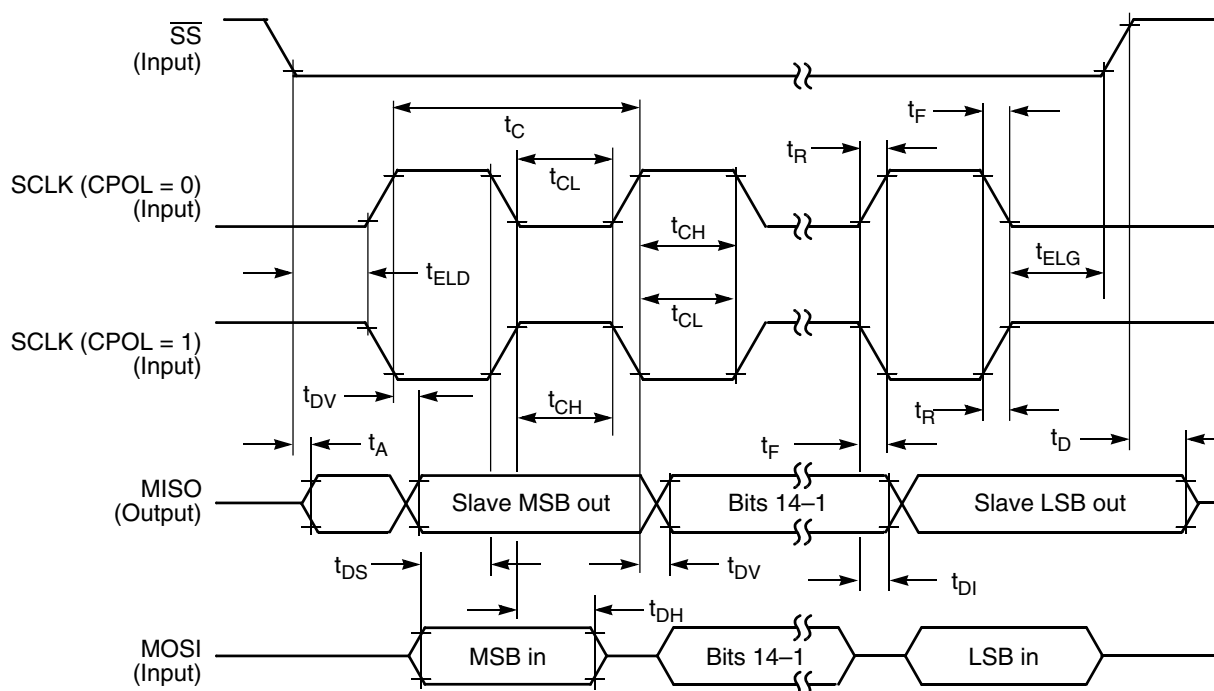 SS
(Input)
t_C
t_F
t_R
SCLK (CPOL = 0)
(Input)
t_CL
t_CH
t_ELD
t_ELG
SCLK (CPOL = 1)
(Input)
t_CL
t_DV
t_CH
t_R
t_A
t_F
t_D
MISO
(Output)
Slave MSB out
Bits 14–1
Slave LSB out
t_DS
t_DV
t_DI
t_DH
MOSI
(Input)
MSB in
Bits 14–1
LSB in